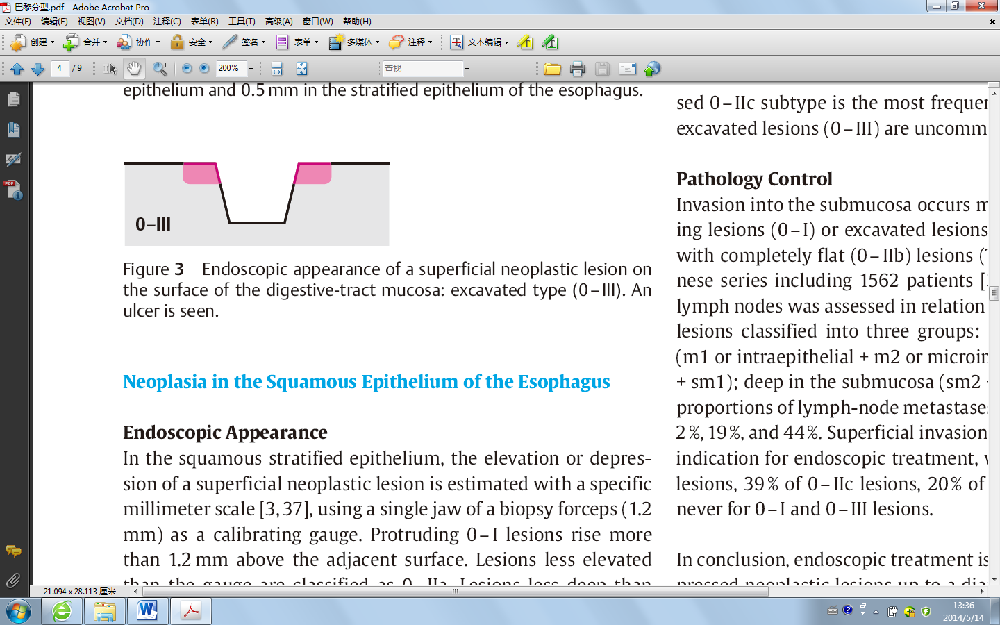 巴黎分型.pdf - Adobe Acrobat Pro
文件(F) 编辑(E) 视图(V) 文档(D) 注释(C) 表单(R) 工具(T) 高级(A) 窗口(W) 帮助(H)
创建 合并 协作 安全 签名 表单 多媒体 注释 文本编辑
4 / 9 200% 查找
epithelium and 0.5 mm in the stratified epithelium of the esophagus.
0–III
Figure 3 Endoscopic appearance of a superficial neoplastic lesion on
the surface of the digestive-tract mucosa: excavated type (0–III). An
ulcer is seen.
Neoplasia in the Squamous Epithelium of the Esophagus
Endoscopic Appearance
In the squamous stratified epithelium, the elevation or depres-
sion of a superficial neoplastic lesion is estimated with a specific
millimeter scale [3, 37], using a single jaw of a biopsy forceps (1.2
mm) as a calibrating gauge. Protruding 0–I lesions rise more
than 1.2 mm above the adjacent surface. Lesions less elevated
than the gauge are classified as 0–IIa. Lesions less deep than
sed 0–IIc subtype is the most frequen
excavated lesions (0–III) are uncomm
Pathology Control
Invasion into the submucosa occurs m
ing lesions (0–I) or excavated lesions
with completely flat (0–IIb) lesions (
nese series including 1562 patients [
lymph nodes was assessed in relation
lesions classified into three groups:
(m1 or intraepithelial + m2 or microin
+ sm1); deep in the submucosa (sm2
proportions of lymph-node metastase
2 %, 19 %, and 44 %. Superficial invasion
indication for endoscopic treatment, w
lesions, 39 % of 0–IIc lesions, 20 % of
never for 0–I and 0–III lesions.
In conclusion, endoscopic treatment is
pressed neoplastic lesions up to a dia
21.094 x 28.113 厘米
13:36
2014/5/14